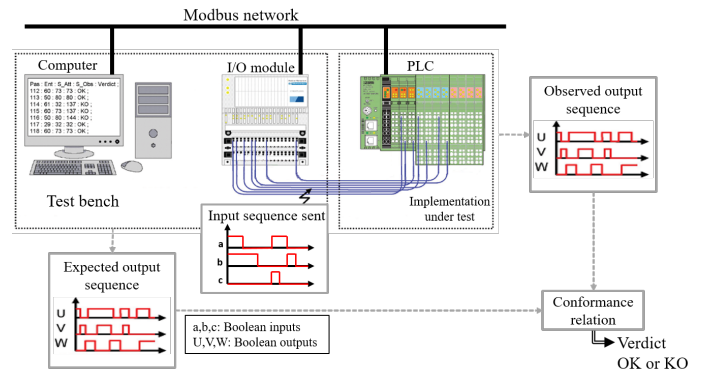 Modbus network
Computer
I/O module
PLC
Pas : Ent : S_Att : S_Obs : Verdict ;
112 : 60 : 73 : 73 : OK ;
113 : 50 : 80 : 80 : OK ;
114 : 61 : 32 : 137 : KO ;
115 : 60 : 73 : 137 : KO ;
116 : 50 : 80 : 144 : KO ;
117 : 29 : 32 : 32 : OK ;
118 : 60 : 73 : 73 : OK ;
Observed output
sequence
U
V
W
Test bench
Implementation
under test
Input sequence sent
a
b
c
Expected output
sequence
U
V
W
a,b,c: Boolean inputs
U,V,W: Boolean outputs
Conformance
relation
Verdict
OK or KO